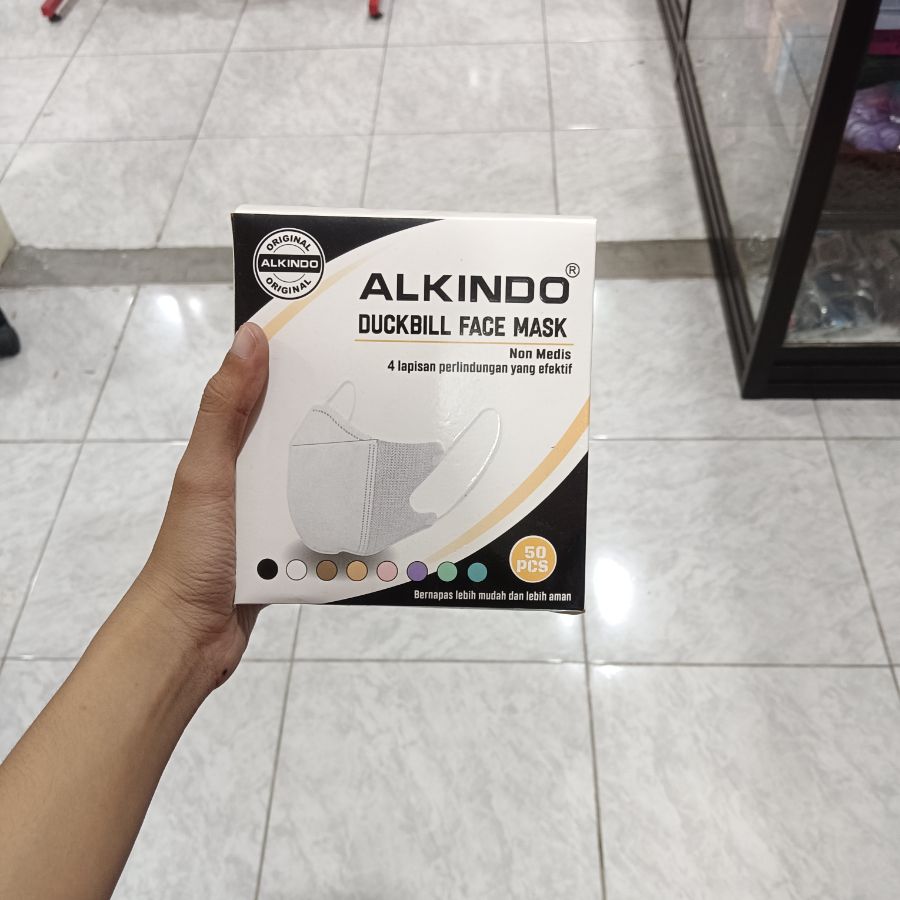 ORIGINAL
ALKINDO
ORIGINAL
ALKINDO®
DUCKBILL FACE MASK
Non Medis
4 lapisan perlindungan yang efektif
50
PCS
Bernapas lebih mudah dan lebih aman